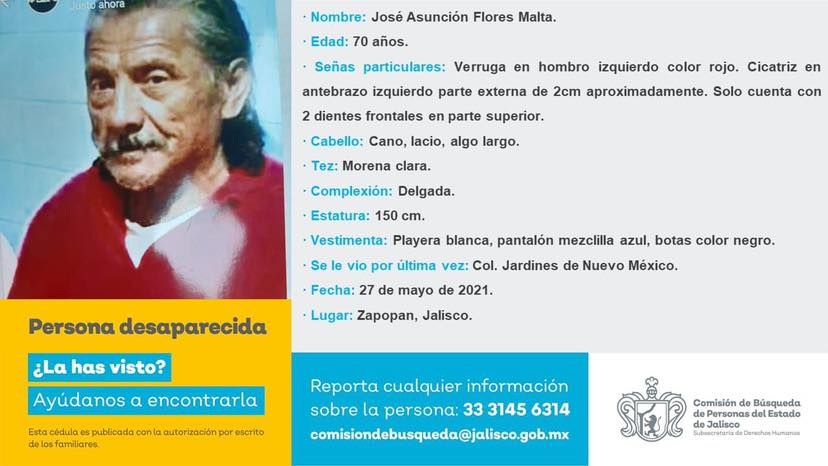 Justo ahora
· Nombre: José Asunción Flores Malta.
· Edad: 70 años.
· Señas particulares: Verruga en hombro izquierdo color rojo. Cicatriz en
antebrazo izquierdo parte externa de 2cm aproximadamente. Solo cuenta con
2 dientes frontales en parte superior.
· Cabello: Cano, lacio, algo largo.
· Tez: Morena clara.
· Complexión: Delgada.
· Estatura: 150 cm.
· Vestimenta: Playera blanca, pantalón mezclilla azul, botas color negro.
· Se le vio por última vez: Col. Jardines de Nuevo México.
· Fecha: 27 de mayo de 2021.
· Lugar: Zapopan, Jalisco.
Persona desaparecida
¿La has visto?
Ayúdanos a encontrarla
Esta cédula es publicada con la autorización por escrito
de los familiares.
Reporta cualquier información
sobre la persona: 33 3145 6314
comisiondebusqueda@jalisco.gob.mx
Comisión de Búsqueda
de Personas del Estado
de Jalisco
Subsecretaría de Derechos Humanos